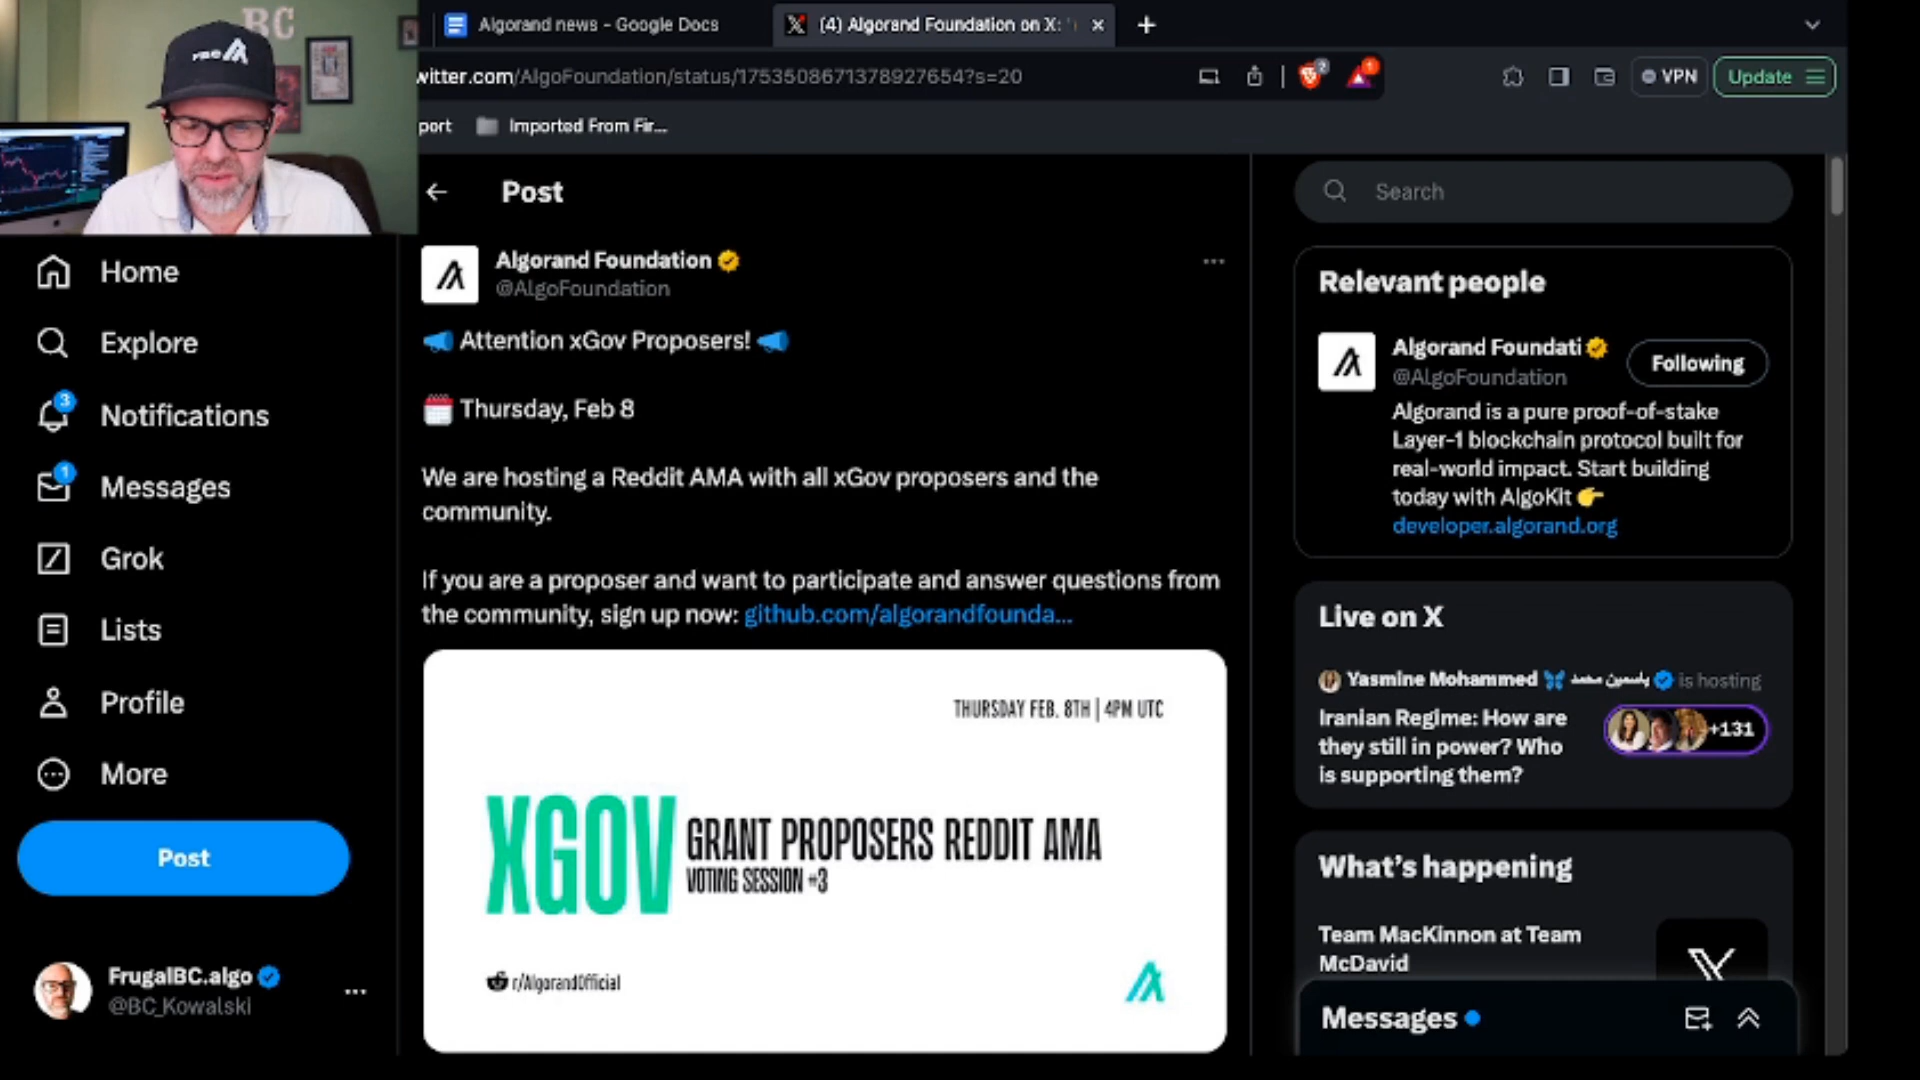 BC
Algorand news - Google Docs
(4) Algorand Foundation on X:
witter.com/AlgoFoundation/status/1753508671378927654?s=20
2
1
VPN
Update
port
Imported From Fir...
Post
Search
Home
Explore
3
Notifications
1
Messages
Grok
Lists
Profile
More
Post
FrugalBC.algo
@BC_Kowalski
Algorand Foundation
@AlgoFoundation
Attention xGov Proposers!
Thursday, Feb 8
We are hosting a Reddit AMA with all xGov proposers and the
community.
If you are a proposer and want to participate and answer questions from
the community, sign up now: github.com/algorandfounda...
THURSDAY FEB. 8TH | 4PM UTC
XGOV
GRANT PROPOSERS REDDIT AMA
VOTING SESSION #3
r/AlgorandOfficial
Relevant people
Algorand Foundati
@AlgoFoundation
Following
Algorand is a pure proof-of-stake
Layer-1 blockchain protocol built for
real-world impact. Start building
today with AlgoKit
developer.algorand.org
Live on X
Yasmine Mohammed ياسمين محمد is hosting
Iranian Regime: How are
they still in power? Who
is supporting them?
+131
What's happening
Team MacKinnon at Team
McDavid
Messages